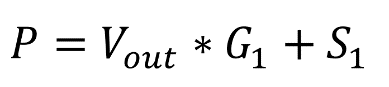 P = V_out * G_1 + S_1